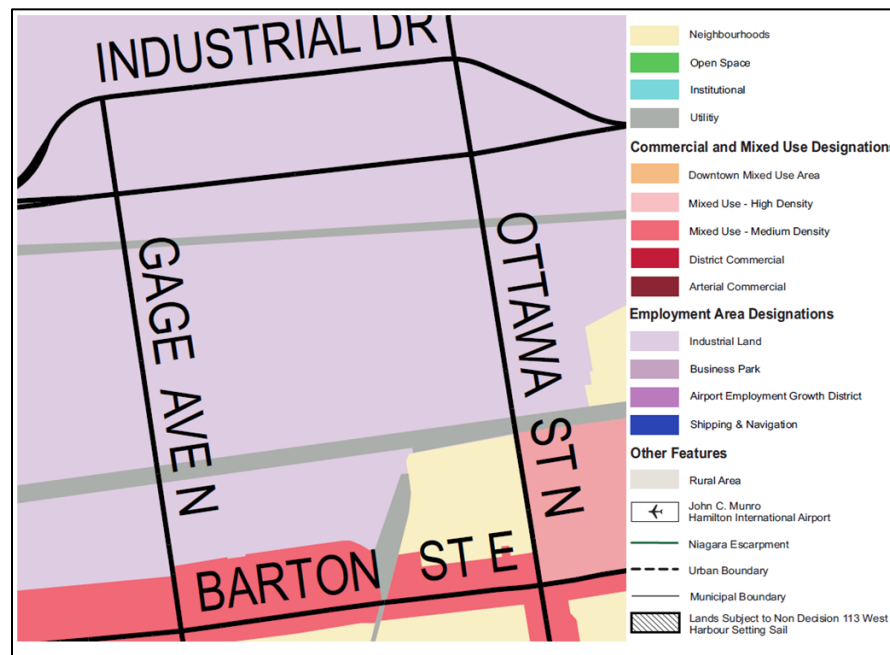 INDUSTRIAL DR
GAGE AVE N
OTTAWA ST N
BARTON ST E
Neighbourhoods
Open Space
Institutional
Utilitiy
Commercial and Mixed Use Designations
Downtown Mixed Use Area
Mixed Use - High Density
Mixed Use - Medium Density
District Commercial
Arterial Commercial
Employment Area Designations
Industrial Land
Business Park
Airport Employment Growth District
Shipping & Navigation
Other Features
Rural Area
John C. Munro
Hamilton International Airport
Niagara Escarpment
Urban Boundary
Municipal Boundary
Lands Subject to Non Decision 113 West
Harbour Setting Sail